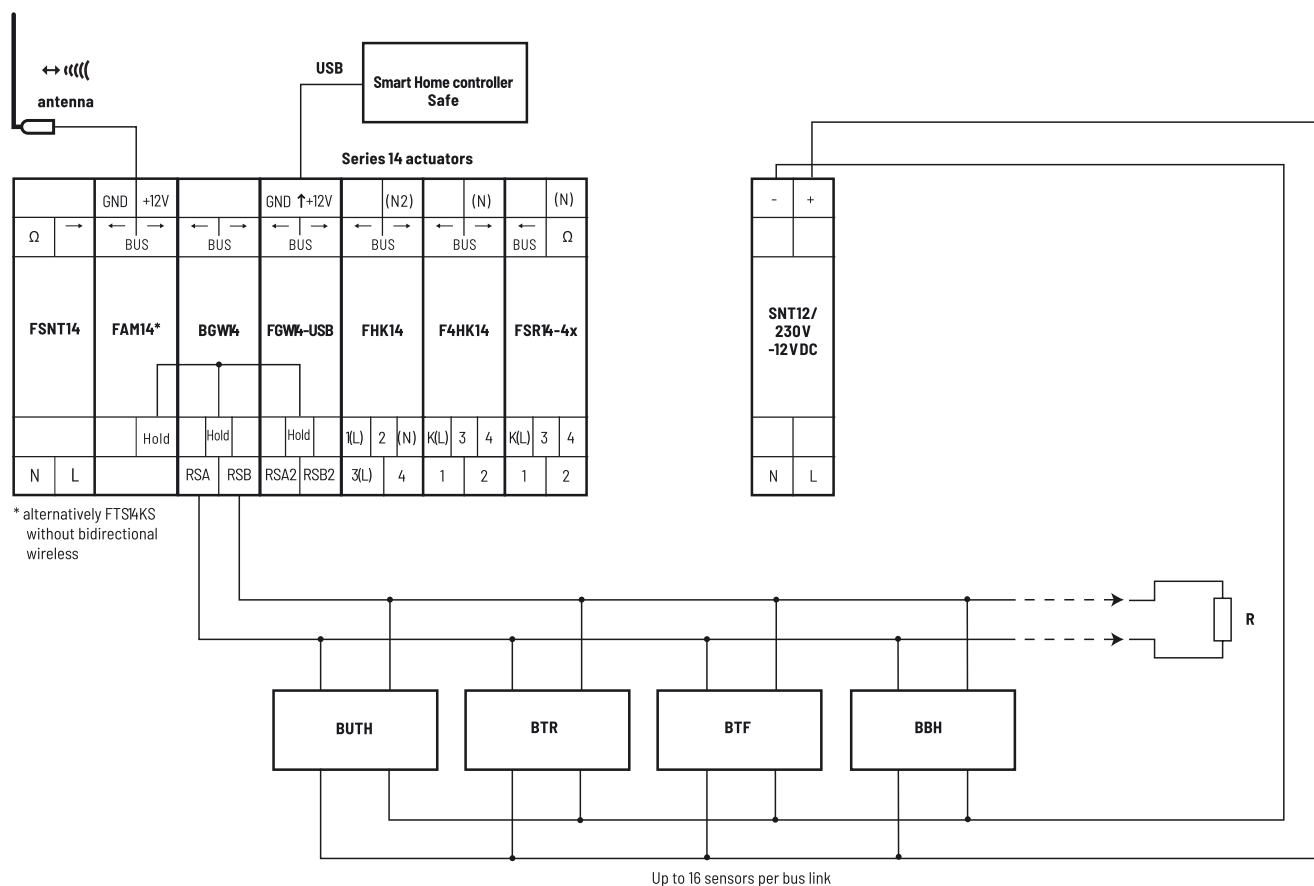 USB
Smart Home controller
Safe
antenna
Series 14 actuators
GND +12V GND ↑+12V (N2) (N) (N) - +
Ω → ← → ← → ← → ← → ← → ← Ω
BUS BUS BUS BUS BUS BUS
FSNT14 FAM14* BGW14 FGW14-USB FHK14 F4HK14 FSR14-4x
SNT12/
230V
-12VDC
Hold Hold Hold 1(L) 2 (N) K(L) 3 4 K(L) 3 4
N L RSA RSB RSA2 RSB2 3(L) 4 1 2 1 2 N L
* alternatively FTS14KS
without bidirectional
wireless
R
BUTH BTR BTF BBH
Up to 16 sensors per bus link